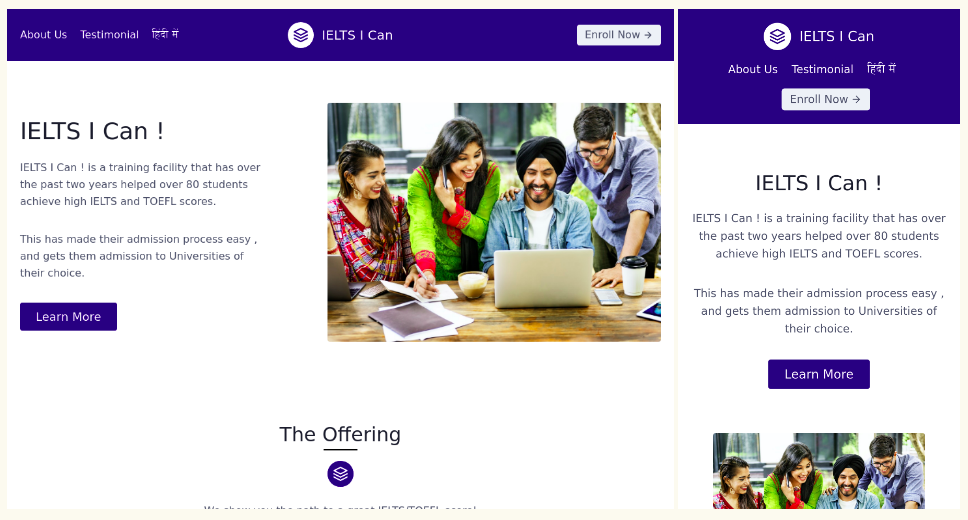 About Us Testimonial हिंदी में IELTS I Can Enroll Now →
IELTS I Can !
IELTS I Can ! is a training facility that has over
the past two years helped over 80 students
achieve high IELTS and TOEFL scores.
This has made their admission process easy ,
and gets them admission to Universities of
their choice.
Learn More
The Offering
IELTS I Can
About Us Testimonial हिंदी में
Enroll Now →
IELTS I Can !
IELTS I Can ! is a training facility that has over
the past two years helped over 80 students
achieve high IELTS and TOEFL scores.
This has made their admission process easy ,
and gets them admission to Universities of
their choice.
Learn More